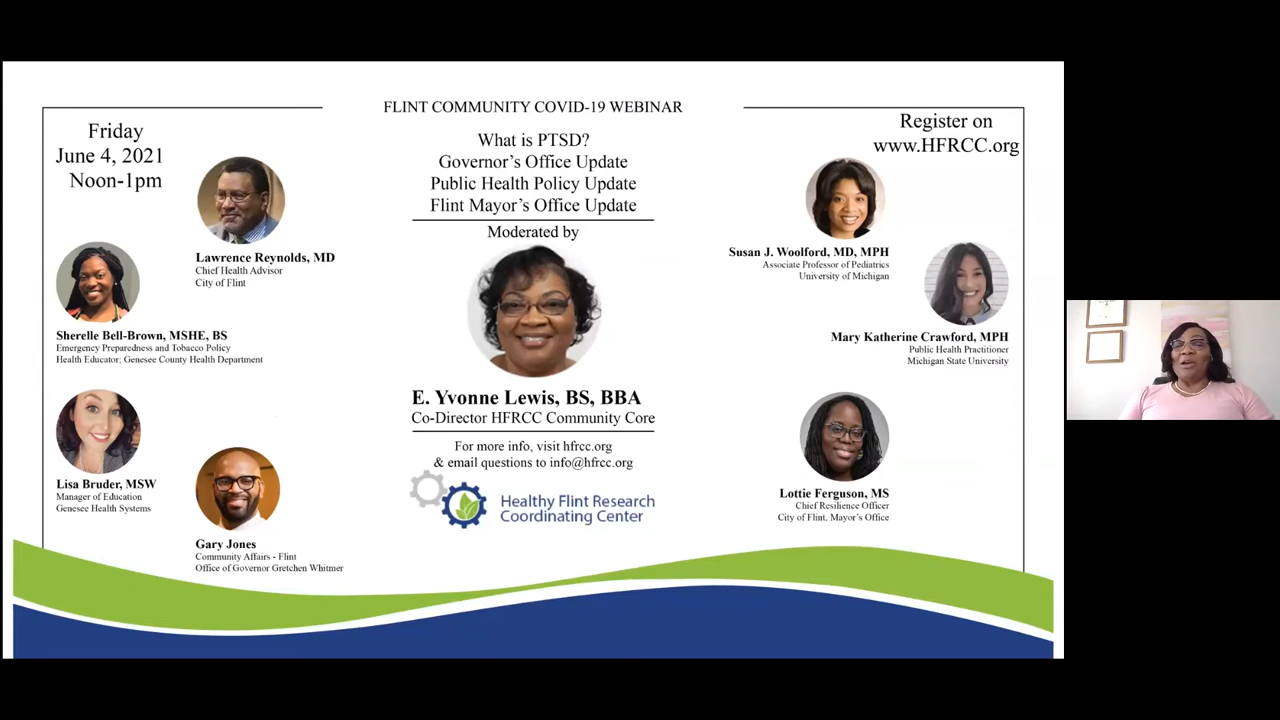 FLINT COMMUNITY COVID-19 WEBINAR
Friday
June 4, 2021
Noon-1pm
What is PTSD?
Governor's Office Update
Public Health Policy Update
Flint Mayor's Office Update
Moderated by
E. Yvonne Lewis, BS, BBA
Co-Director HFRCC Community Core
For more info, visit hfrcc.org
& email questions to info@hfrcc.org
Healthy Flint Research
Coordinating Center
Register on
www.HFRCC.org
Lawrence Reynolds, MD
Chief Health Advisor
City of Flint
Sherelle Bell-Brown, MSHE, BS
Emergency Preparedness and Tobacco Policy
Health Educator; Genesee County Health Department
Lisa Bruder, MSW
Manager of Education
Genesee Health Systems
Gary Jones
Community Affairs - Flint
Office of Governor Gretchen Whitmer
Susan J. Woolford, MD, MPH
Associate Professor of Pediatrics
University of Michigan
Mary Katherine Crawford, MPH
Public Health Practitioner
Michigan State University
Lottie Ferguson, MS
Chief Resilience Officer
City of Flint, Mayor's Office